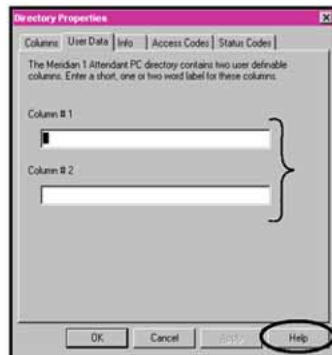 Directory Properties
Columns User Data Info Access Codes Status Codes
The Meridian 1 Attendant PC directory contains two user definable
columns. Enter a short, one or two word label for these columns.
Column # 1
Column # 2
OK Cancel Apply Help